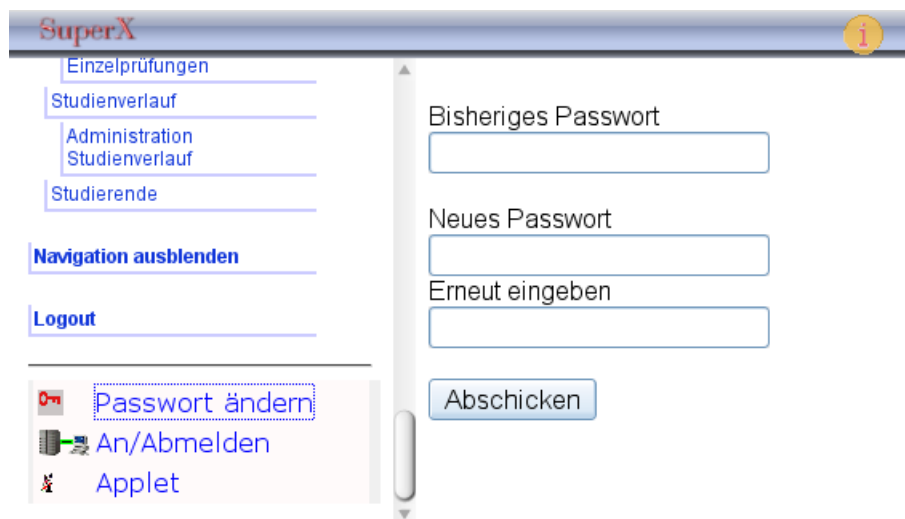 SuperX
i
Einzelprüfungen
Studienverlauf
Administration
Studienverlauf
Studierende
Navigation ausblenden
Logout
Passwort ändern
An/Abmelden
Applet
Bisheriges Passwort
Neues Passwort
Erneut eingeben
Abschicken